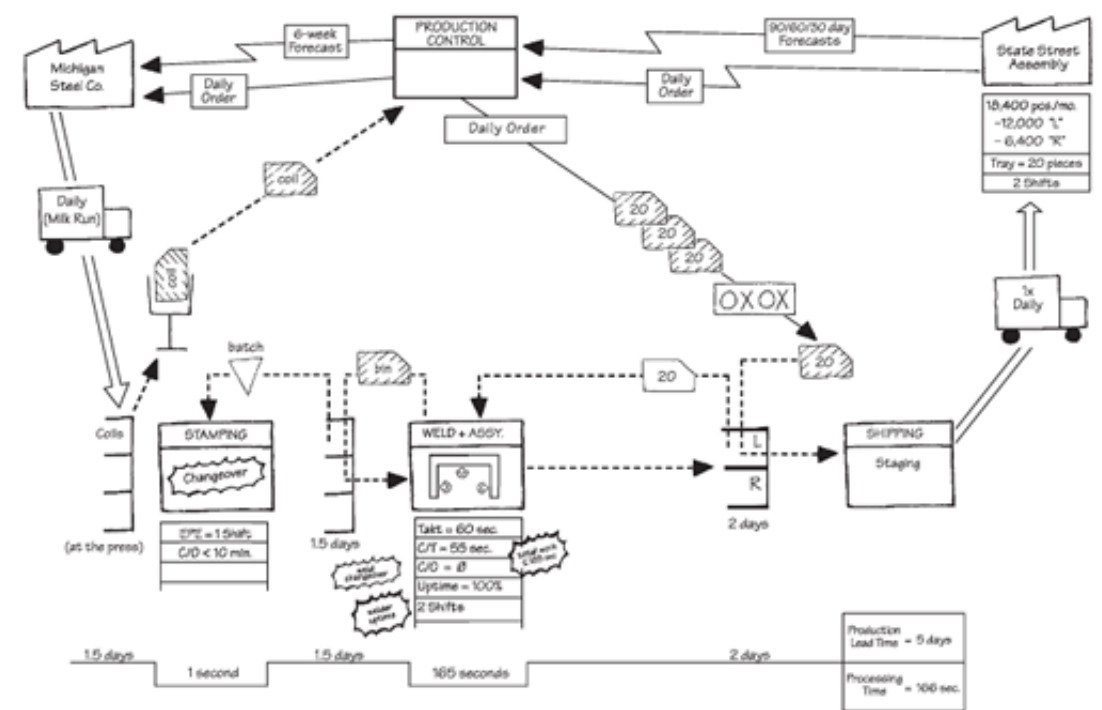 Michigan
Steel Co.
6-week
Forecast
Daily
Order
PRODUCTION
CONTROL
90/60/30 day
Forecasts
Daily
Order
State Street
Assembly
18,400 pcs/mo.
-12,000 "L"
- 6,400 "R"
Tray = 20 pieces
2 Shifts
Daily Order
Daily
(Milk Run)
coil
coil
20
20
20
OXOX
1x
Daily
batch
bin
20
20
Coils
(at the press)
STAMPING
Changeover
EPE = 1 Shift
C/O < 10 min.
1.5 days
WELD + ASSY.
Takt = 60 sec.
C/T = 55 sec.
C/O = Ø
Uptime = 100%
2 Shifts
weld
changeover
welder
uptime
L
R
2 days
SHIPPING
Staging
1.5 days
1 second
1.5 days
165 seconds
2 days
Production
Lead Time = 5 days
Processing
Time = 166 sec.